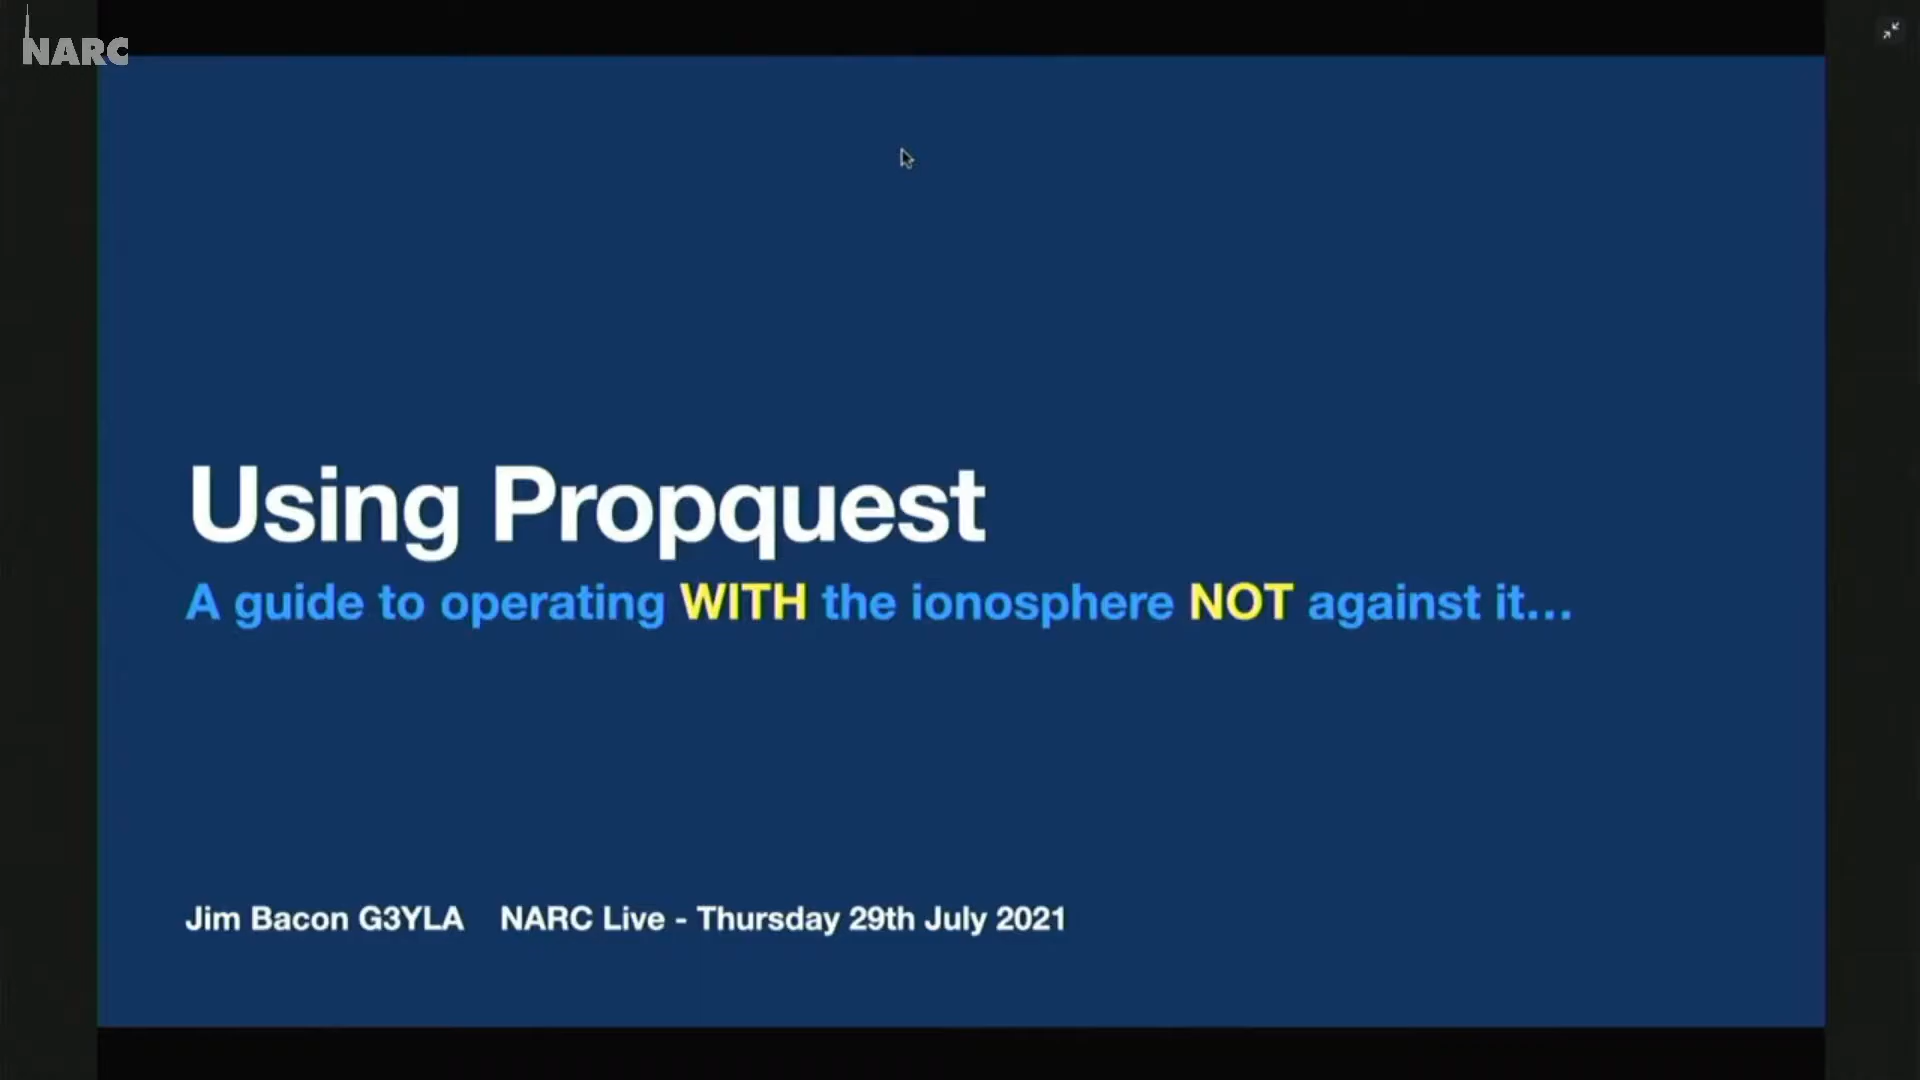 NARC
Using Propquest
A guide to operating WITH the ionosphere NOT against it...
Jim Bacon G3YLA NARC Live - Thursday 29th July 2021